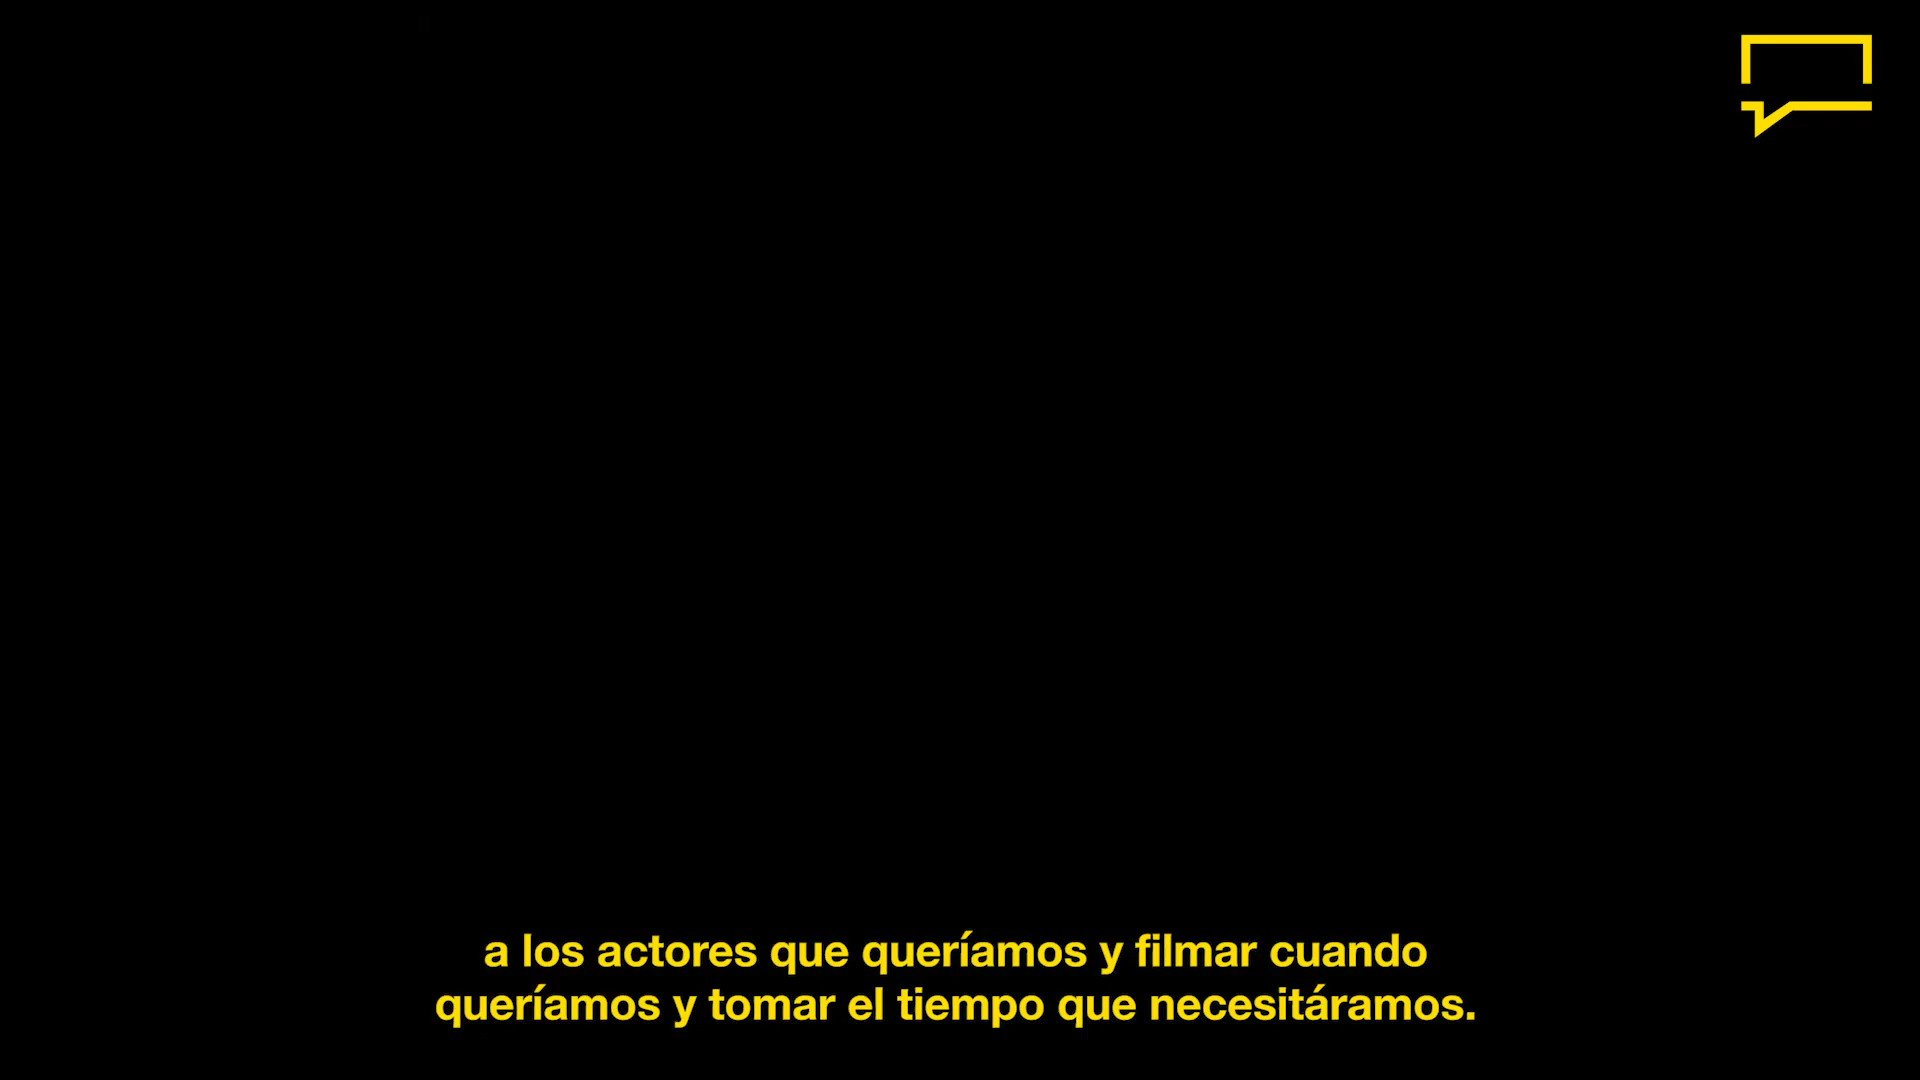 a los actores que queríamos y filmar cuando
queríamos y tomar el tiempo que necesitáramos.